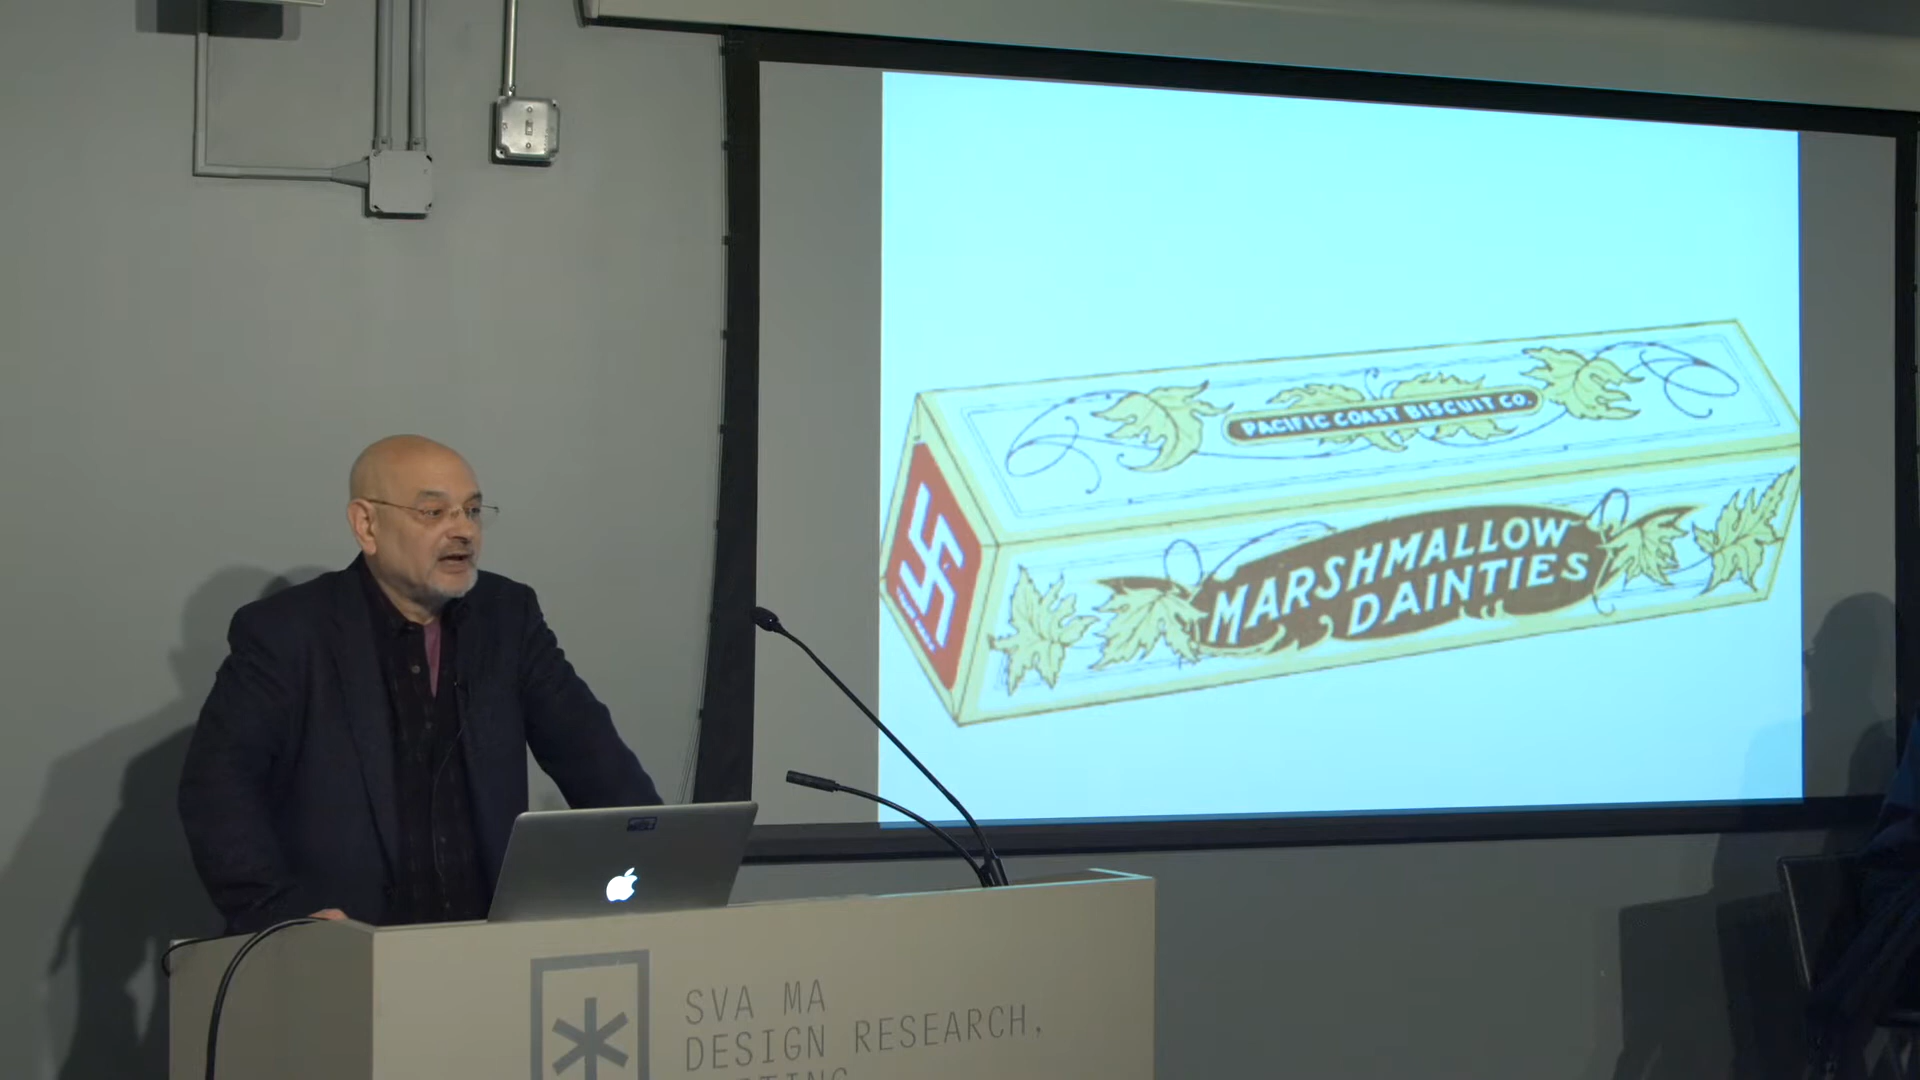 PACIFIC COAST BISCUIT CO.
MARSHMALLOW
DAINTIES
SVA MA
DESIGN RESEARCH,